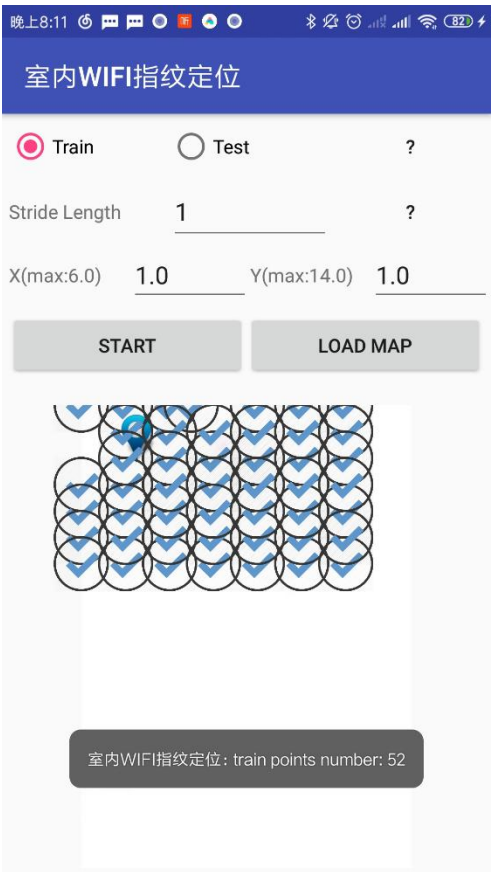 晚上8:11 82
室内WIFI指纹定位
Train Test ?
Stride Length 1 ?
X(max:6.0) 1.0 Y(max:14.0) 1.0
START LOAD MAP
室内WIFI指纹定位: train points number: 52